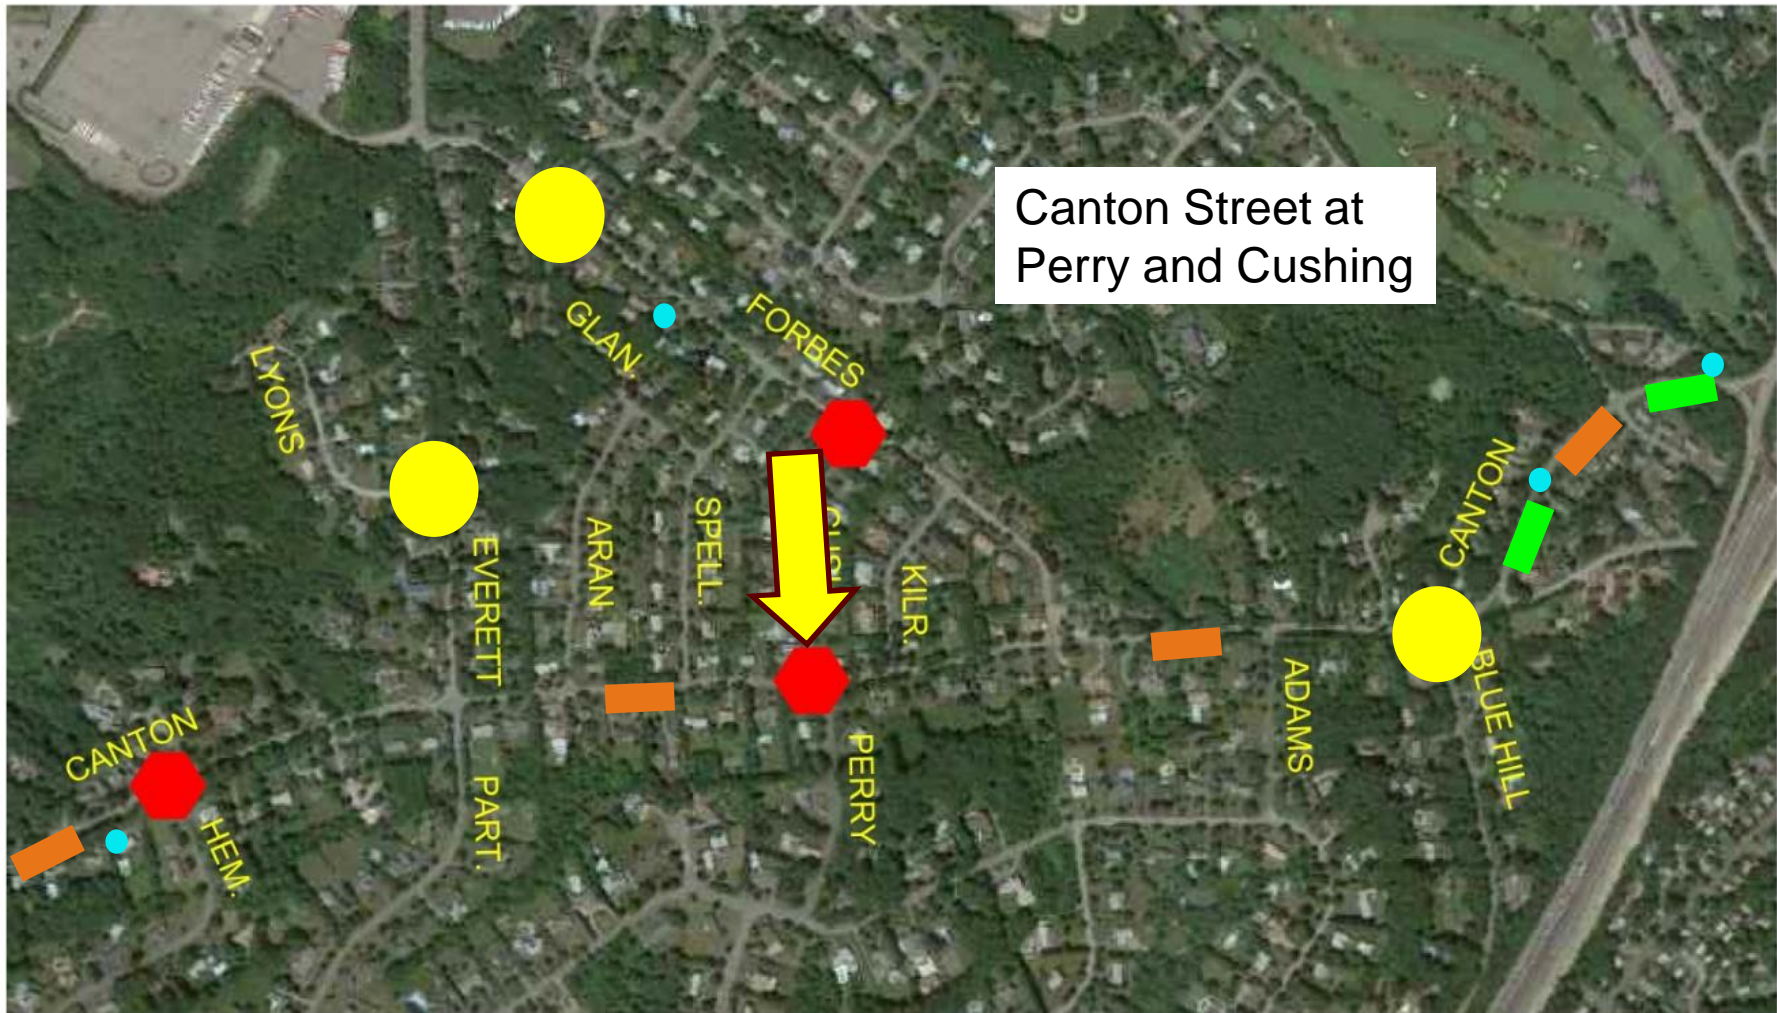 Canton Street at
Perry and Cushing
FORBES
GLAN.
LYONS
CANTON
EVERETT
ARAN
SPELL.
KILR.
ADAMS
BLUE HILL
CANTON
HEM.
PART.
PERRY